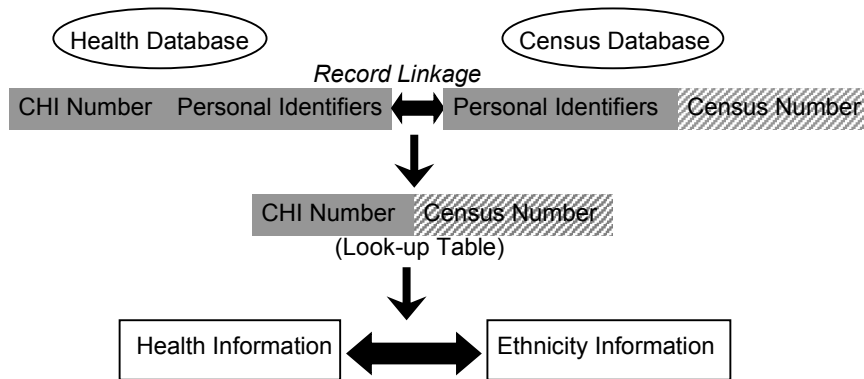 Health Database
Census Database
Record Linkage
CHI Number Personal Identifiers
Personal Identifiers Census Number
CHI Number Census Number
(Look-up Table)
Health Information
Ethnicity Information